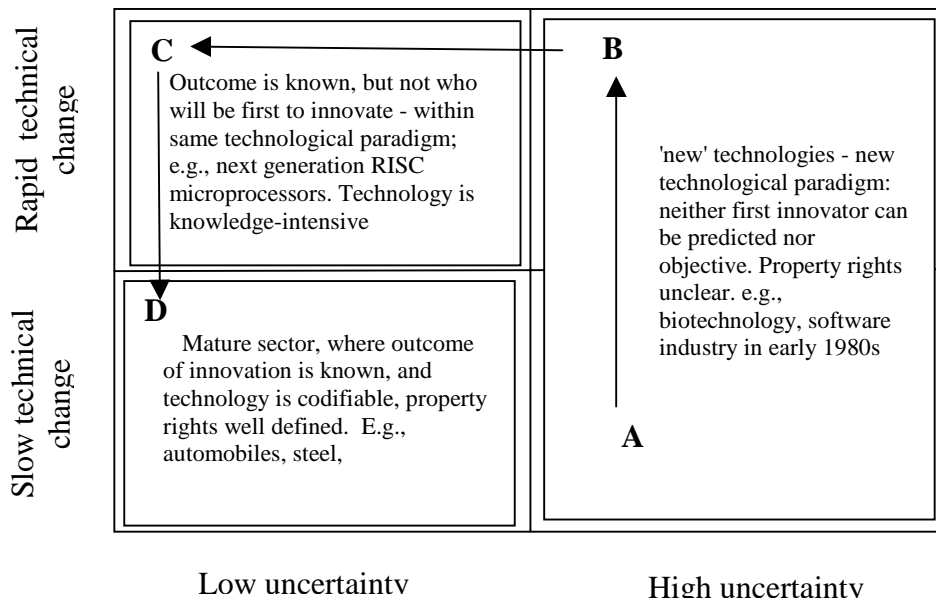 Rapid technical
change
C
Outcome is known, but not who
will be first to innovate - within
same technological paradigm;
e.g., next generation RISC
microprocessors. Technology is
knowledge-intensive
B
'new' technologies - new
technological paradigm:
neither first innovator can
be predicted nor
objective. Property rights
unclear. e.g.,
biotechnology, software
industry in early 1980s
A
Slow technical
change
D
Mature sector, where outcome
of innovation is known, and
technology is codifiable, property
rights well defined. E.g.,
automobiles, steel,
Low uncertainty
High uncertainty